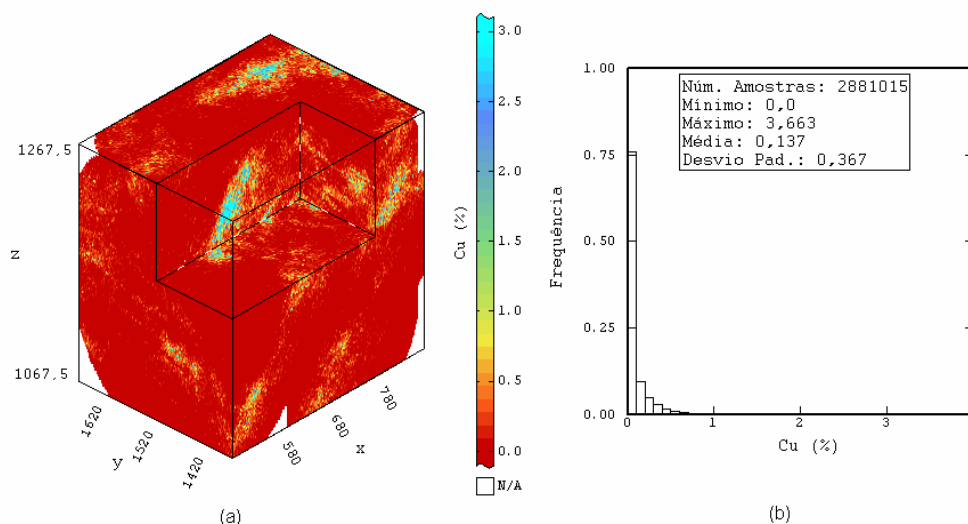 1267,5
z
1067,5
1620
1520
1420
y
580
680
780
x
(a)
Cu (%)
3.0
2.5
2.0
1.5
1.0
0.5
0.0
N/A
Frequência
1.00
0.75
0.50
0.25
0.00
Núm. Amostras: 2881015
Mínimo: 0,0
Máximo: 3,663
Média: 0,137
Desvio Pad.: 0,367
0
1
2
3
Cu (%)
(b)